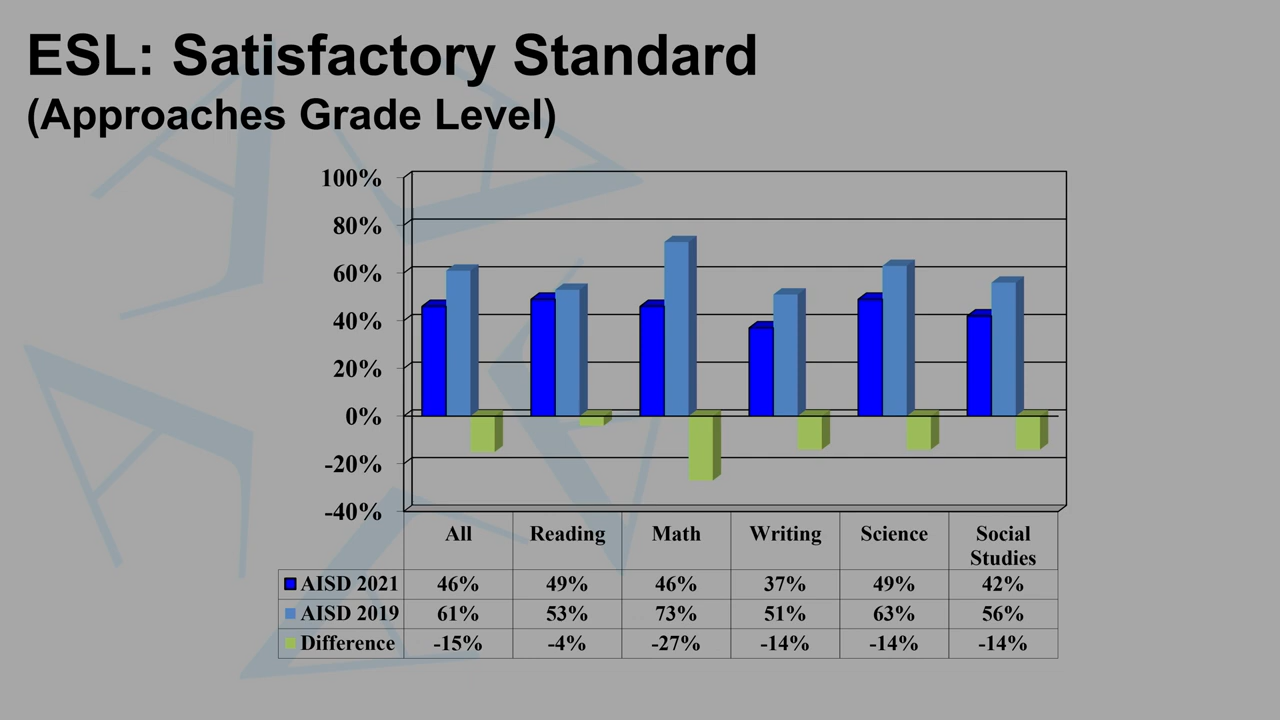 ESL: Satisfactory Standard
(Approaches Grade Level)
100%
80%
60%
40%
20%
0%
-20%
-40%
All Reading Math Writing Science Social Studies
AISD 2021 46% 49% 46% 37% 49% 42%
AISD 2019 61% 53% 73% 51% 63% 56%
Difference -15% -4% -27% -14% -14% -14%